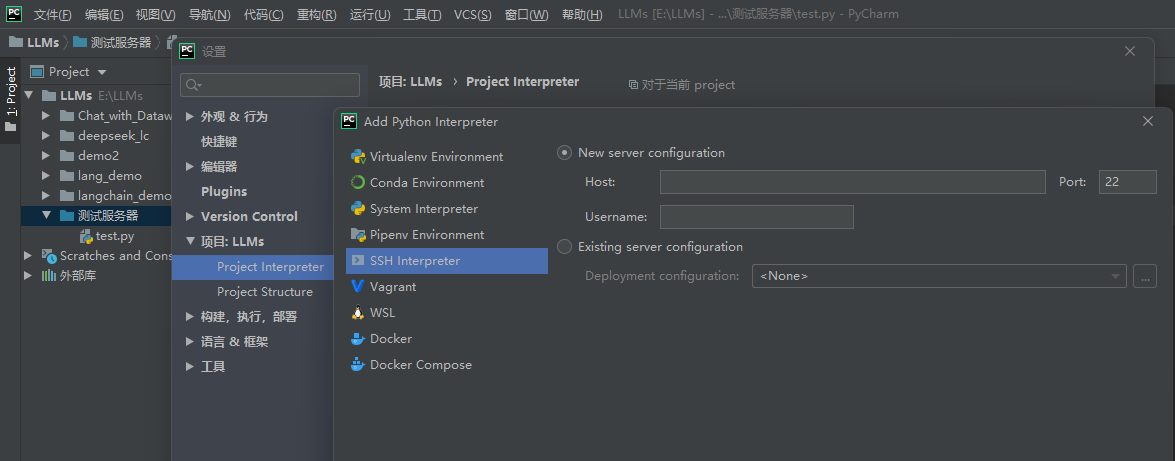 PC 文件(F) 编辑(E) 视图(V) 导航(N) 代码(C) 重构(R) 运行(U) 工具(T) VCS(S) 窗口(W) 帮助(H) LLMs [E:\LLMs] - ...\测试服务器\test.py - PyCharm
LLMs 测试服务器
PC 设置
1: Project
Project
LLMs E:\LLMs
Chat_with_Dataw
deepseek_lc
demo2
lang_demo
langchain_demo
测试服务器
test.py
Scratches and Cons
外部库
外观 & 行为
快捷键
编辑器
Plugins
Version Control
项目: LLMs
Project Interpreter
Project Structure
构建，执行，部署
语言 & 框架
工具
项目: LLMs › Project Interpreter 对于当前 project
PC Add Python Interpreter
Virtualenv Environment
Conda Environment
System Interpreter
Pipenv Environment
SSH Interpreter
Vagrant
WSL
Docker
Docker Compose
New server configuration
Host: Port: 22
Username:
Existing server configuration
Deployment configuration: <None> ...